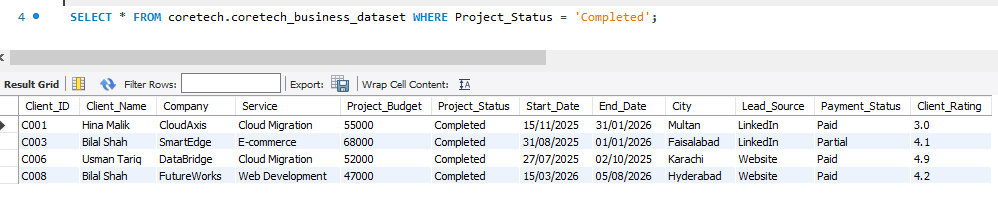 4 SELECT * FROM coretech.coretech_business_dataset WHERE Project_Status = 'Completed';
Result Grid Filter Rows: Export: Wrap Cell Content:
Client_ID Client_Name Company Service Project_Budget Project_Status Start_Date End_Date City Lead_Source Payment_Status Client_Rating
C001 Hina Malik CloudAxis Cloud Migration 55000 Completed 15/11/2025 31/01/2026 Multan LinkedIn Paid 3.0
C003 Bilal Shah SmartEdge E-commerce 68000 Completed 31/08/2025 01/01/2026 Faisalabad LinkedIn Partial 4.1
C006 Usman Tariq DataBridge Cloud Migration 52000 Completed 27/07/2025 02/10/2025 Karachi Website Paid 4.9
C008 Bilal Shah FutureWorks Web Development 47000 Completed 15/03/2026 05/08/2026 Hyderabad Website Paid 4.2